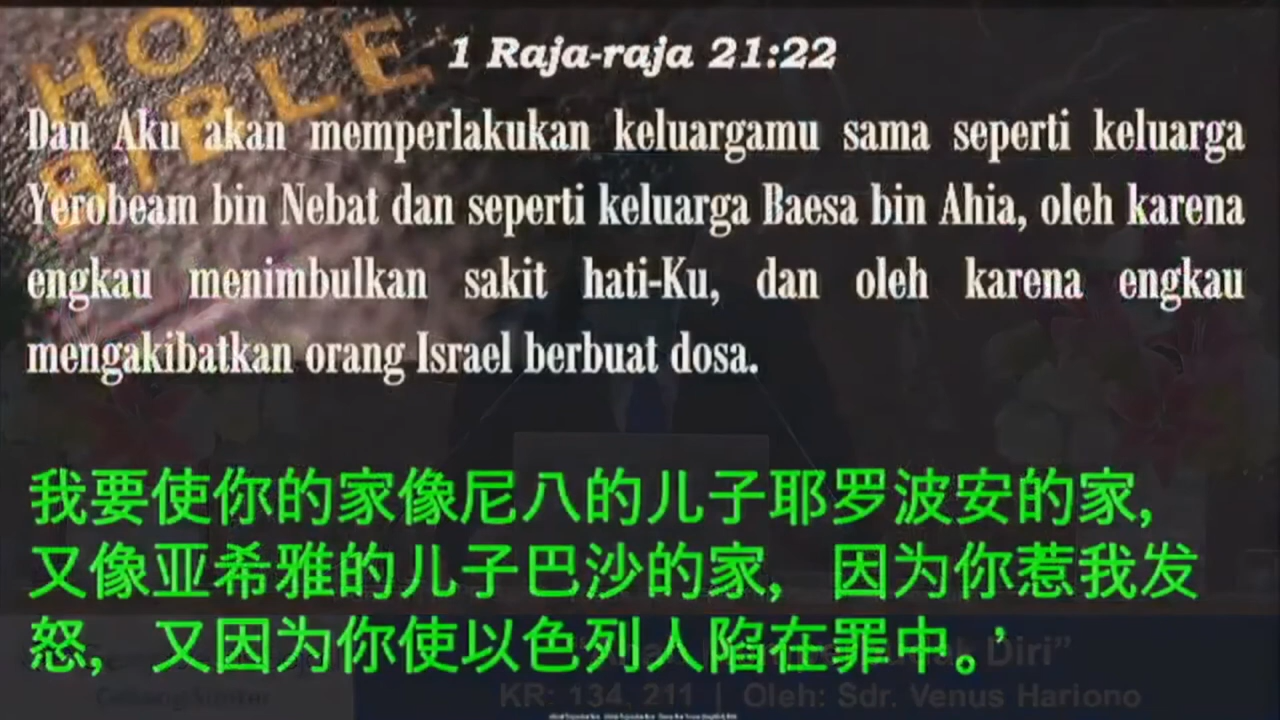 HOL
BIBLE
1 Raja-raja 21:22
Dan Aku akan memperlakukan keluargamu sama seperti keluarga
Yerobeam bin Nebat dan seperti keluarga Baesa bin Ahia, oleh karena
engkau menimbulkan sakit hati-Ku, dan oleh karena engkau
mengakibatkan orang Israel berbuat dosa.
我要使你的家像尼八的儿子耶罗波安的家,
又像亚希雅的儿子巴沙的家, 因为你惹我发
怒, 又因为你使以色列人陷在罪中。’
Diri”
KR: 134, 211 | Oleh: Sdr. Venus Hariono